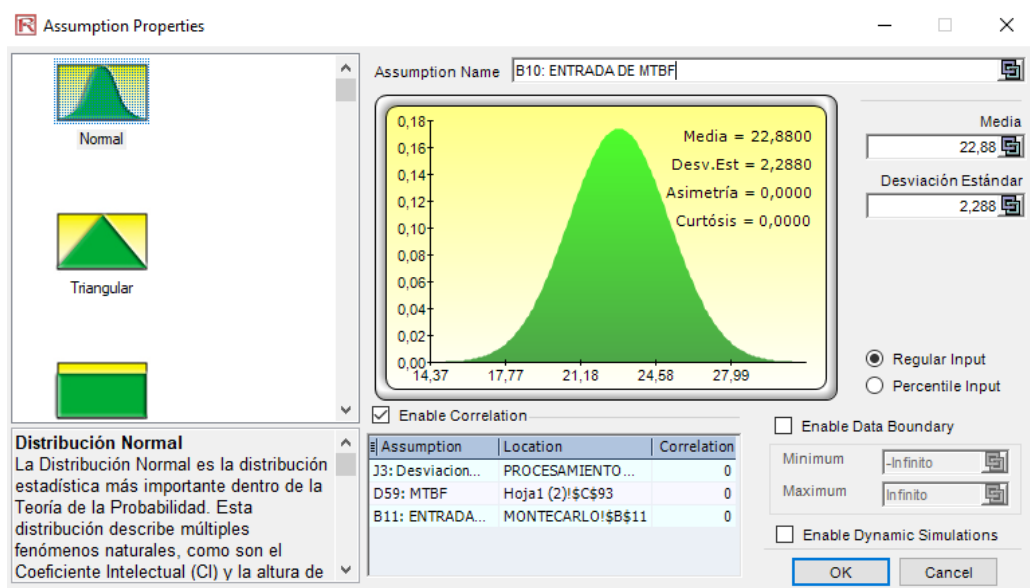 Assumption Properties
Normal
Triangular
Distribución Normal
La Distribución Normal es la distribución
estadística más importante dentro de la
Teoría de la Probabilidad. Esta
distribución describe múltiples
fenómenos naturales, como son el
Coeficiente Intelectual (CI) y la altura de
Assumption Name B10: ENTRADA DE MTBF
0,18
0,16
0,14
0,12
0,10
0,08
0,06
0,04
0,02
0,00
14,37 17,77 21,18 24,58 27,99
Media = 22,8800
Desv.Est = 2,2880
Asimetría = 0,0000
Curtósis = 0,0000
Media
22,88
Desviación Estándar
2,288
Regular Input
Percentile Input
Enable Correlation
Assumption Location Correlation
J3: Desviacion... PROCESAMIENTO... 0
D59: MTBF Hoja1 (2)!$C$93 0
B11: ENTRADA... MONTECARLO!$B$11 0
Enable Data Boundary
Minimum -Infinito
Maximum Infinito
Enable Dynamic Simulations
OK Cancel